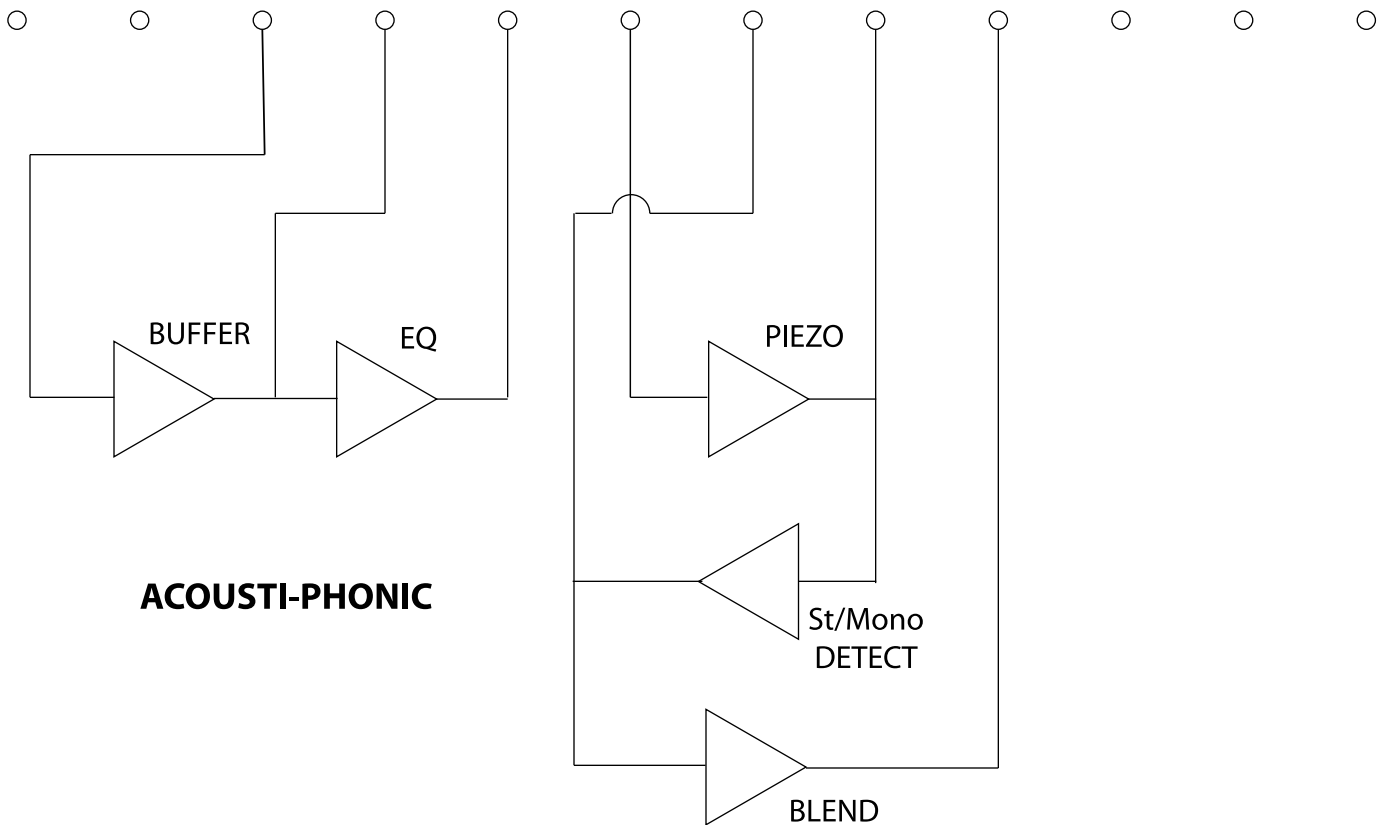 BUFFER
EQ
PIEZO
ACOUSTI-PHONIC
St/Mono
DETECT
BLEND